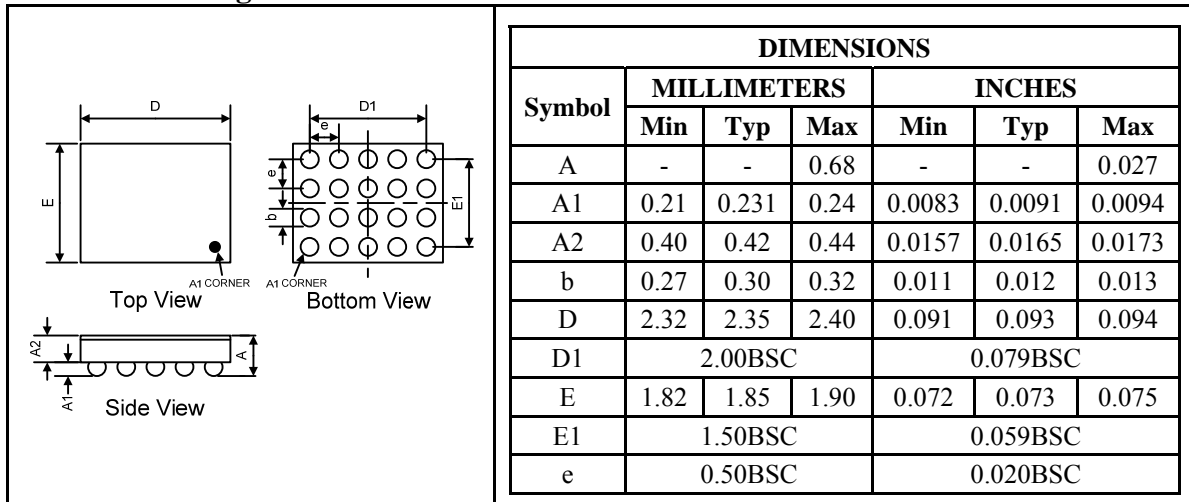 D
D1
e
E
e
b
E1
A1 CORNER
A1 CORNER
Top View
Bottom View
A2
A
A1
Side View
DIMENSIONS
Symbol MILLIMETERS INCHES
Min Typ Max Min Typ Max
A - - 0.68 - - 0.027
A1 0.21 0.231 0.24 0.0083 0.0091 0.0094
A2 0.40 0.42 0.44 0.0157 0.0165 0.0173
b 0.27 0.30 0.32 0.011 0.012 0.013
D 2.32 2.35 2.40 0.091 0.093 0.094
D1 2.00BSC 0.079BSC
E 1.82 1.85 1.90 0.072 0.073 0.075
E1 1.50BSC 0.059BSC
e 0.50BSC 0.020BSC